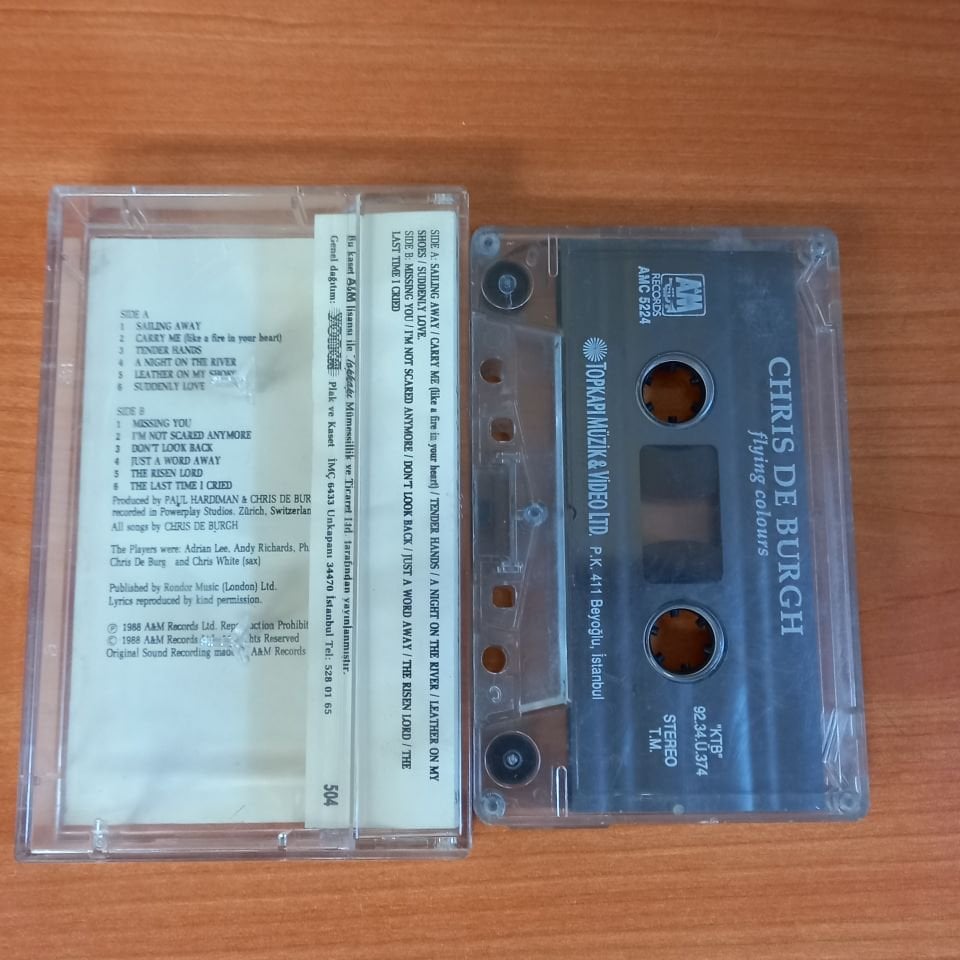 SIDE A
1 SAILING AWAY
2 CARRY ME (like a fire in your heart)
3 TENDER HANDS
4 A NIGHT ON THE RIVER
5 LEATHER ON MY SHOES
6 SUDDENLY LOVE
SIDE B
1 MISSING YOU
2 I'M NOT SCARED ANYMORE
3 DON'T LOOK BACK
4 JUST A WORD AWAY
5 THE RISEN LORD
6 THE LAST TIME I CRIED
Produced by PAUL HARDIMAN & CHRIS DE BUR
recorded in Powerplay Studios. Zürich, Switzerlan
All songs by CHRIS DE BURGH
The Players were: Adrian Lee, Andy Richards, Ph
Chris De Burg and Chris White (sax)
Published by Rondor Music (London) Ltd.
Lyrics reproduced by kind permission.
Ⓟ 1988 A&M Records Ltd. Reproduction Prohibit
© 1988 A&M Records Rights Reserved
Original Sound Recording made A&M Records
SIDE A: SAILING AWAY / CARRY ME (like a fire in your heart) / TENDER HANDS / A NIGHT ON THE RIVER / LEATHER ON MY
SHOES / SUDDENLY LOVE.
SIDE B: MISSING YOU / I'M NOT SCARED ANYMORE / DON'T LOOK BACK / JUST A WORD AWAY / THE RISEN LORD / THE
LAST TIME I CRIED
Bu kaset A&M lisansı ile Topkapı Mümessillik ve Ticaret Ltd. tarafından yayınlanmıştır.
Genel dağıtım: Plak ve Kaset İMÇ 6433 Unkapanı 34470 İstanbul Tel: 528 01 65
504
CHRIS DE BURGH
flying colours
AM
RECORDS
AMC 5224
"KTB"
92.34.Ü.374
STEREO
T.M.
TOPKAPI MÜZİK & VİDEO LTD. P.K. 411 Beyoğlu, İstanbul